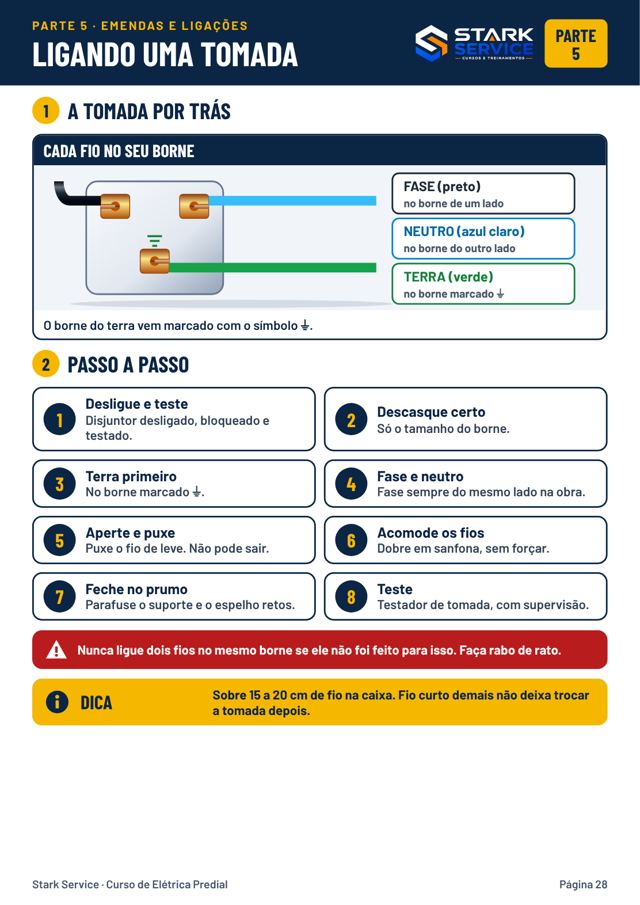 PARTE 5 · EMENDAS E LIGAÇÕES
LIGANDO UMA TOMADA
STARK
SERVICE
CURSOS E TREINAMENTOS
PARTE
5
1 A TOMADA POR TRÁS
CADA FIO NO SEU BORNE
FASE (preto)
no borne de um lado
NEUTRO (azul claro)
no borne do outro lado
TERRA (verde)
no borne marcado ⏚
O borne do terra vem marcado com o símbolo ⏚.
2 PASSO A PASSO
1
Desligue e teste
Disjuntor desligado, bloqueado e
testado.
2
Descasque certo
Só o tamanho do borne.
3
Terra primeiro
No borne marcado ⏚.
4
Fase e neutro
Fase sempre do mesmo lado na obra.
5
Aperte e puxe
Puxe o fio de leve. Não pode sair.
6
Acomode os fios
Dobre em sanfona, sem forçar.
7
Feche no prumo
Parafuse o suporte e o espelho retos.
8
Teste
Testador de tomada, com supervisão.
Nunca ligue dois fios no mesmo borne se ele não foi feito para isso. Faça rabo de rato.
DICA
Sobre 15 a 20 cm de fio na caixa. Fio curto demais não deixa trocar
a tomada depois.
Stark Service · Curso de Elétrica Predial
Página 28